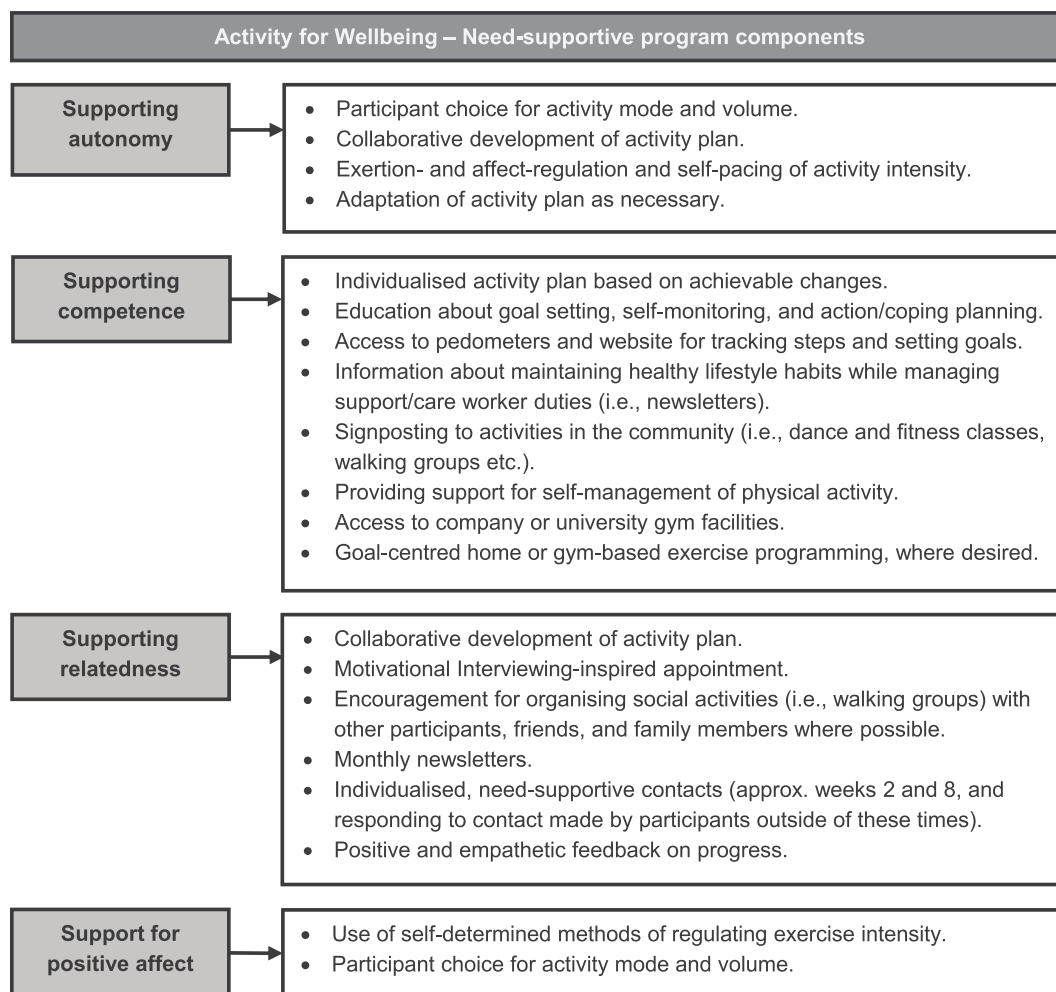 Activity for Wellbeing – Need-supportive program components
Supporting
autonomy
• Participant choice for activity mode and volume.
• Collaborative development of activity plan.
• Exertion- and affect-regulation and self-pacing of activity intensity.
• Adaptation of activity plan as necessary.
Supporting
competence
• Individualised activity plan based on achievable changes.
• Education about goal setting, self-monitoring, and action/coping planning.
• Access to pedometers and website for tracking steps and setting goals.
• Information about maintaining healthy lifestyle habits while managing
support/care worker duties (i.e., newsletters).
• Signposting to activities in the community (i.e., dance and fitness classes,
walking groups etc.).
• Providing support for self-management of physical activity.
• Access to company or university gym facilities.
• Goal-centred home or gym-based exercise programming, where desired.
Supporting
relatedness
• Collaborative development of activity plan.
• Motivational Interviewing-inspired appointment.
• Encouragement for organising social activities (i.e., walking groups) with
other participants, friends, and family members where possible.
• Monthly newsletters.
• Individualised, need-supportive contacts (approx. weeks 2 and 8, and
responding to contact made by participants outside of these times).
• Positive and empathetic feedback on progress.
Support for
positive affect
• Use of self-determined methods of regulating exercise intensity.
• Participant choice for activity mode and volume.